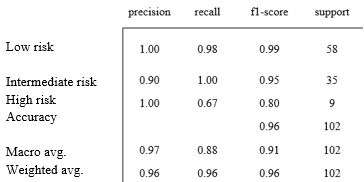 precision recall f1-score support
Low risk 1.00 0.98 0.99 58
Intermediate risk 0.90 1.00 0.95 35
High risk 1.00 0.67 0.80 9
Accuracy 0.96 102
Macro avg. 0.97 0.88 0.91 102
Weighted avg. 0.96 0.96 0.96 102